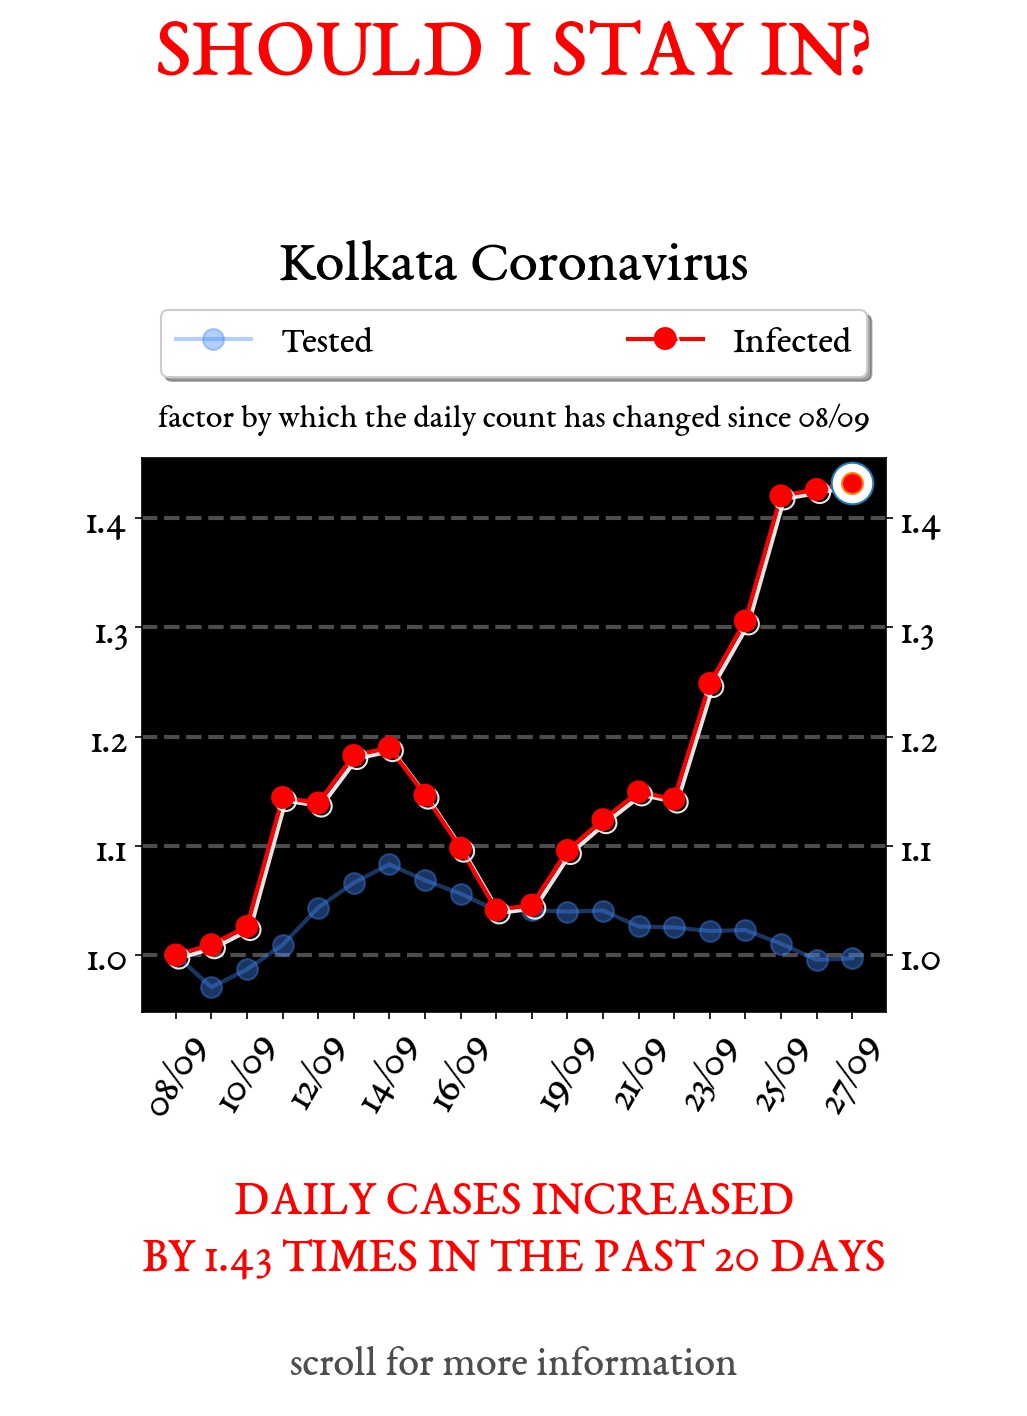 SHOULD I STAY IN?
Kolkata Coronavirus
Tested Infected
factor by which the daily count has changed since 08/09
1.4 1.4
1.3 1.3
1.2 1.2
1.1 1.1
1.0 1.0
08/09 10/09 12/09 14/09 16/09 19/09 21/09 23/09 25/09 27/09
DAILY CASES INCREASED
BY 1.43 TIMES IN THE PAST 20 DAYS
scroll for more information